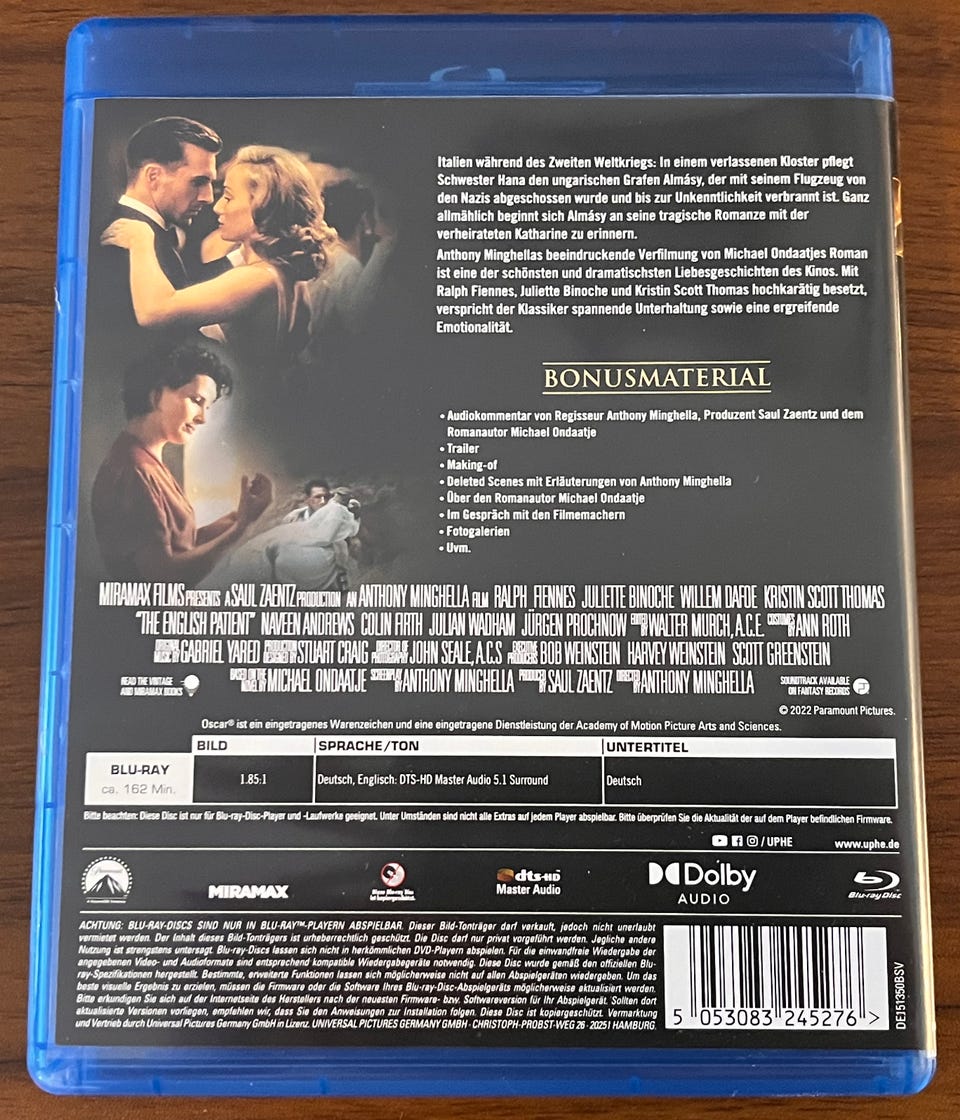 Italien während des Zweiten Weltkriegs: In einem verlassenen Kloster pflegt
Schwester Hana den ungarischen Grafen Almásy, der mit seinem Flugzeug von
den Nazis abgeschossen wurde und bis zur Unkenntlichkeit verbrannt ist. Ganz
allmählich beginnt sich Almásy an seine tragische Romanze mit der
verheirateten Katharine zu erinnern.
Anthony Minghellas beeindruckende Verfilmung von Michael Ondaatjes Roman
ist eine der schönsten und dramatischsten Liebesgeschichten des Kinos. Mit
Ralph Fiennes, Juliette Binoche und Kristin Scott Thomas hochkarätig besetzt,
verspricht der Klassiker spannende Unterhaltung sowie eine ergreifende
Emotionalität.
BONUSMATERIAL
• Audiokommentar von Regisseur Anthony Minghella, Produzent Saul Zaentz und dem
Romanautor Michael Ondaatje
• Trailer
• Making-of
• Deleted Scenes mit Erläuterungen von Anthony Minghella
• Über den Romanautor Michael Ondaatje
• Im Gespräch mit den Filmemachern
• Fotogalerien
• Uvm.
MIRAMAX FILMS PRESENTS A SAUL ZAENTZ PRODUCTION AN ANTHONY MINGHELLA FILM RALPH FIENNES JULIETTE BINOCHE WILLEM DAFOE KRISTIN SCOTT THOMAS
"THE ENGLISH PATIENT" NAVEEN ANDREWS COLIN FIRTH JULIAN WADHAM JÜRGEN PROCHNOW EDITED BY WALTER MURCH, A.C.E. COSTUMES BY ANN ROTH
ORIGINAL MUSIC BY GABRIEL YARED PRODUCTION DESIGNED BY STUART CRAIG DIRECTOR OF PHOTOGRAPHY JOHN SEALE, A.C.S EXECUTIVE PRODUCERS BOB WEINSTEIN HARVEY WEINSTEIN SCOTT GREENSTEIN
BASED ON THE NOVEL BY MICHAEL ONDAATJE SCREENPLAY BY ANTHONY MINGHELLA PRODUCED BY SAUL ZAENTZ DIRECTED BY ANTHONY MINGHELLA
READ THE VINTAGE
AND MIRAMAX BOOKS
SOUNDTRACK AVAILABLE
ON FANTASY RECORDS
© 2022 Paramount Pictures.
Oscar® ist ein eingetragenes Warenzeichen und eine eingetragene Dienstleistung der Academy of Motion Picture Arts and Sciences.
BILD SPRACHE/TON UNTERTITEL
BLU-RAY
ca. 162 Min.
1.85:1 Deutsch, Englisch: DTS-HD Master Audio 5.1 Surround Deutsch
Bitte beachten: Diese Disc ist nur für Blu-ray-Disc-Player und -Laufwerke geeignet. Unter Umständen sind nicht alle Extras auf jedem Player abspielbar. Bitte überprüfen Sie die Aktualität der auf dem Player befindlichen Firmware.
/ UPHE www.uphe.de
Paramount
MIRAMAX
Diese Blu-ray Disc
ist kopiergeschützt.
dts-HD
Master Audio
Dolby
AUDIO
Blu-ray Disc
ACHTUNG: BLU-RAY-DISCS SIND NUR IN BLU-RAY™-PLAYERN ABSPIELBAR. Dieser Bild-Tonträger darf verkauft, jedoch nicht unerlaubt
vermietet werden. Der Inhalt dieses Bild-Tonträgers ist urheberrechtlich geschützt. Die Disc darf nur privat vorgeführt werden. Jegliche andere
Nutzung ist strengstens untersagt. Blu-ray-Discs lassen sich nicht in herkömmlichen DVD-Playern abspielen. Für die einwandfreie Wiedergabe der
angegebenen Video- und Audioformate sind entsprechend kompatible Wiedergabegeräte notwendig. Diese Disc wurde gemäß den offiziellen Blu-
ray-Spezifikationen hergestellt. Bestimmte, erweiterte Funktionen lassen sich möglicherweise nicht auf allen Abspielgeräten wiedergeben. Um das
beste visuelle Ergebnis zu erzielen, müssen die Firmware oder die Software Ihres Blu-ray-Disc-Abspielgeräts möglicherweise aktualisiert werden.
Bitte erkundigen Sie sich auf der Internetseite des Herstellers nach der neuesten Firmware- bzw. Softwareversion für Ihr Abspielgerät. Sollten dort
aktualisierte Versionen vorliegen, empfehlen wir, dass Sie den Anweisungen zur Installation folgen. Diese Disc ist kopiergeschützt. Vermarktung
und Vertrieb durch Universal Pictures Germany GmbH in Lizenz. UNIVERSAL PICTURES GERMANY GMBH · CHRISTOPH-PROBST-WEG 26 · 20251 HAMBURG.
5 053083 245276 >
DE151350BSV